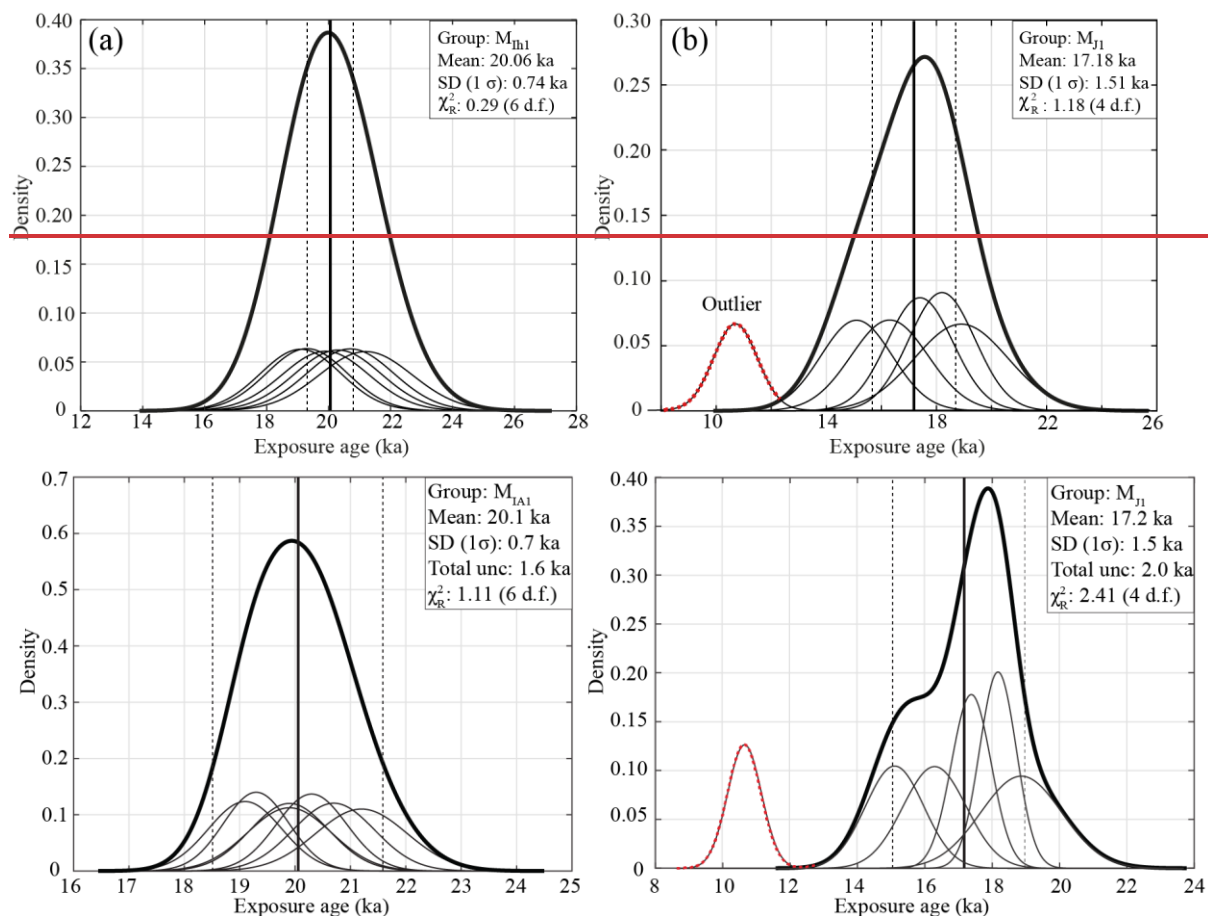 (a)
Group: M_Ih1
Mean: 20.06 ka
SD (1 σ): 0.74 ka
χ²_R: 0.29 (6 d.f.)
Density
0.40
0.35
0.30
0.25
0.20
0.15
0.10
0.05
0
12 14 16 18 20 22 24 26 28
Exposure age (ka)
(b)
Group: M_J1
Mean: 17.18 ka
SD (1 σ): 1.51 ka
χ²_R: 1.18 (4 d.f.)
Density
0.30
0.25
0.20
0.15
0.10
0.05
0
Outlier
10 14 18 22 26
Exposure age (ka)
Group: M_IA1
Mean: 20.1 ka
SD (1σ): 0.7 ka
Total unc: 1.6 ka
χ²_R: 1.11 (6 d.f.)
Density
0.7
0.6
0.5
0.4
0.3
0.2
0.1
0
16 17 18 19 20 21 22 23 24 25
Exposure age (ka)
Group: M_J1
Mean: 17.2 ka
SD (1σ): 1.5 ka
Total unc: 2.0 ka
χ²_R: 2.41 (4 d.f.)
Density
0.40
0.35
0.30
0.25
0.20
0.15
0.10
0.05
0
8 10 12 14 16 18 20 22 24
Exposure age (ka)